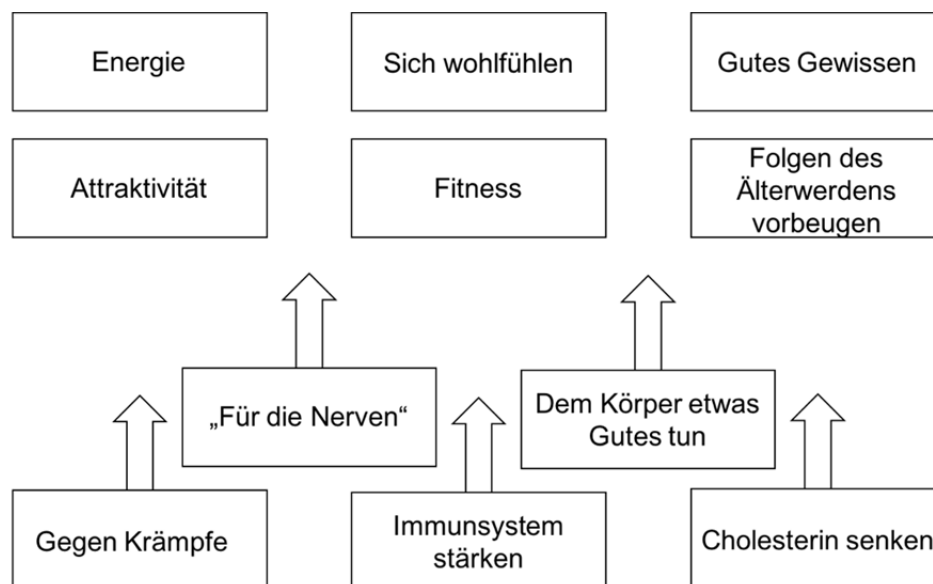 Energie
Sich wohlfühlen
Gutes Gewissen
Attraktivität
Fitness
Folgen des
Älterwerdens
vorbeugen
„Für die Nerven“
Dem Körper etwas
Gutes tun
Gegen Krämpfe
Immunsystem
stärken
Cholesterin senken